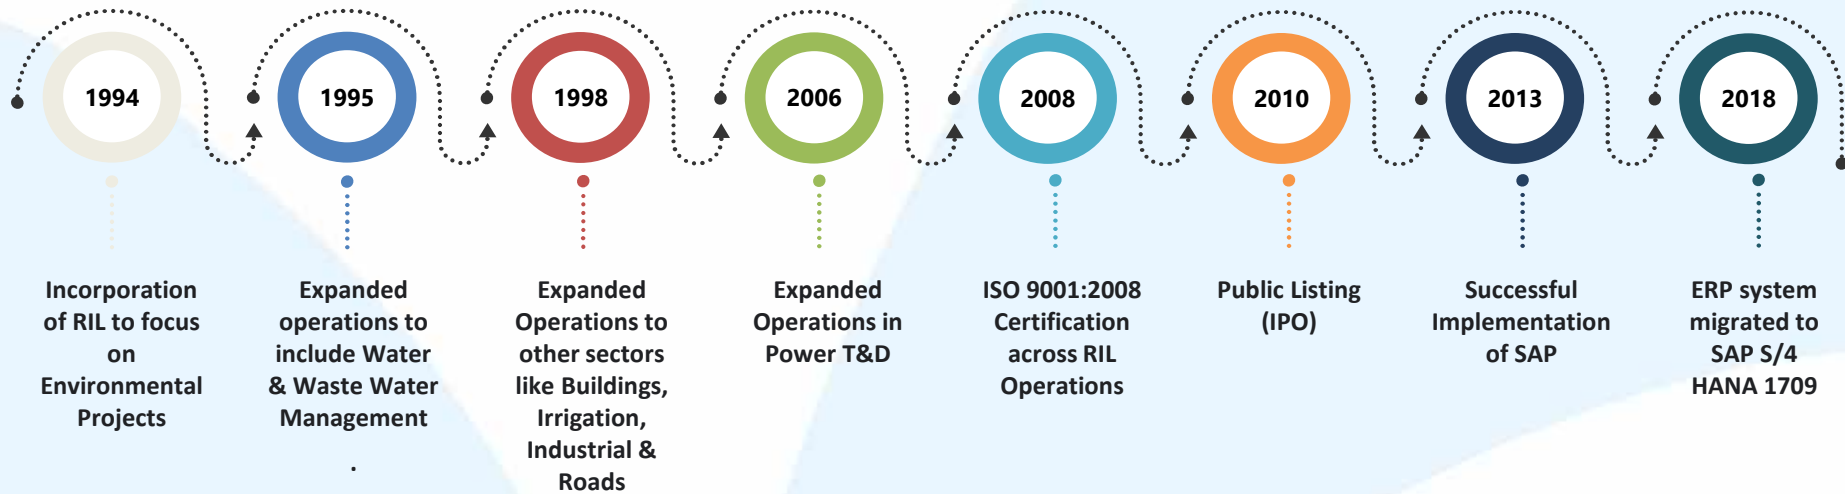 1994
1995
1998
2006
2008
2010
2013
2018
Incorporation
of RIL to focus
on
Environmental
Projects
Expanded
operations to
include Water
& Waste Water
Management
.
Expanded
Operations to
other sectors
like Buildings,
Irrigation,
Industrial &
Roads
Expanded
Operations in
Power T&D
ISO 9001:2008
Certification
across RIL
Operations
Public Listing
(IPO)
Successful
Implementation
of SAP
ERP system
migrated to
SAP S/4
HANA 1709